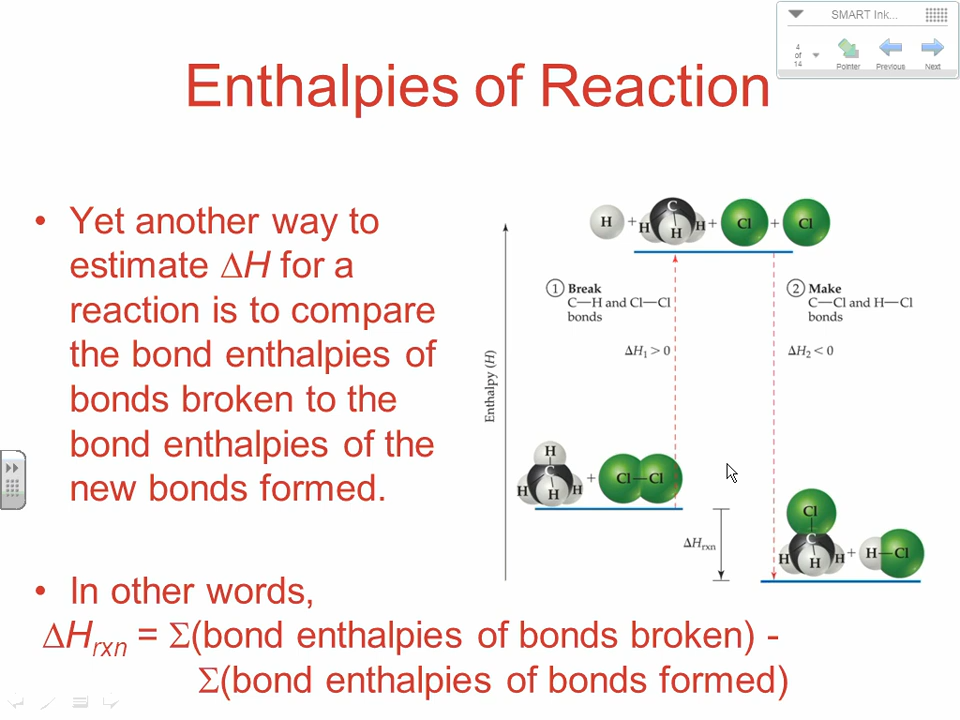 SMART Ink...
4
of
14
Pointer
Previous
Next
Enthalpies of Reaction
• Yet another way to
estimate ∆H for a
reaction is to compare
the bond enthalpies of
bonds broken to the
bond enthalpies of the
new bonds formed.
• In other words,
∆Hrxn = Σ(bond enthalpies of bonds broken) -
Σ(bond enthalpies of bonds formed)
H + C H H H + Cl + Cl
① Break
C—H and Cl—Cl
bonds
ΔH₁ > 0
② Make
C—Cl and H—Cl
bonds
ΔH₂ < 0
Enthalpy (H)
H C H H H + Cl—Cl
ΔHrxn
Cl C H H H + H—Cl